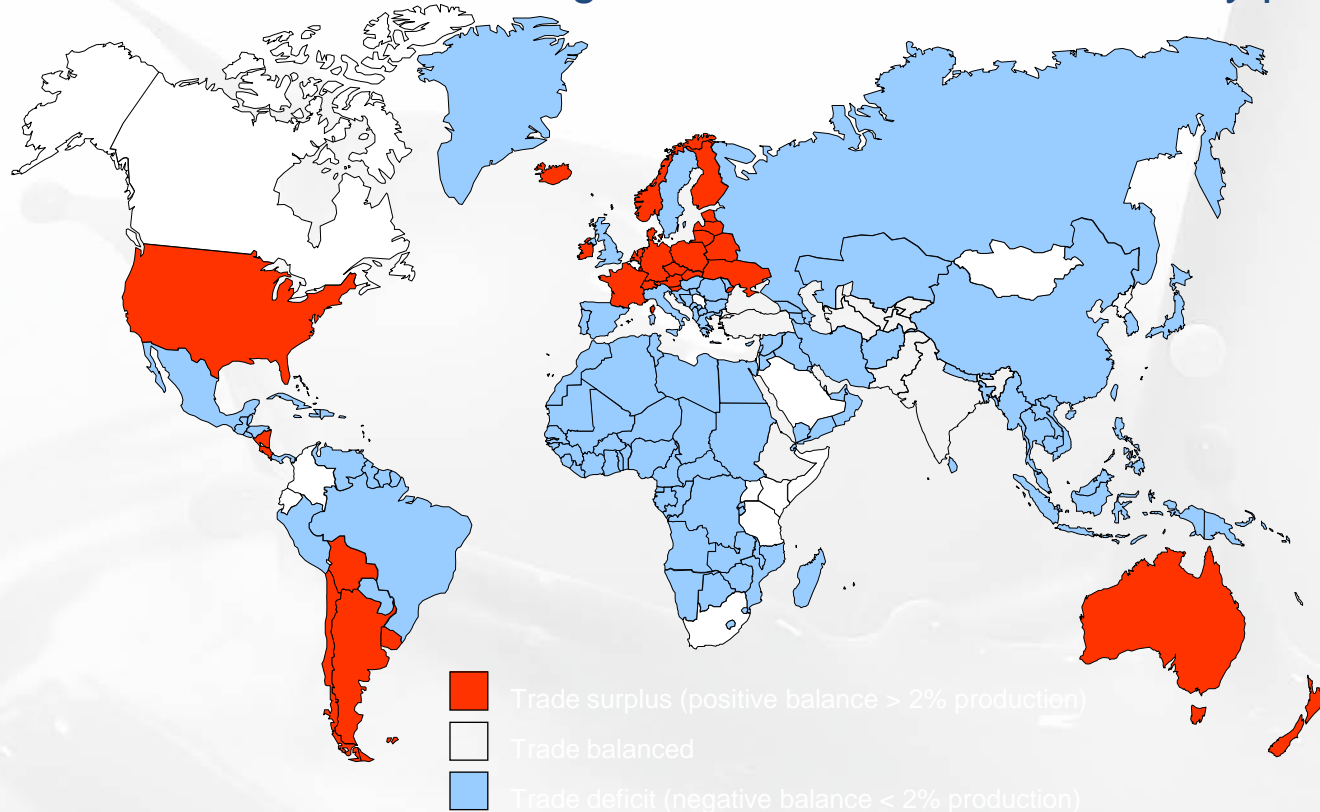 Trade surplus (positive balance > 2% production)
Trade balanced
Trade deficit (negative balance < 2% production)